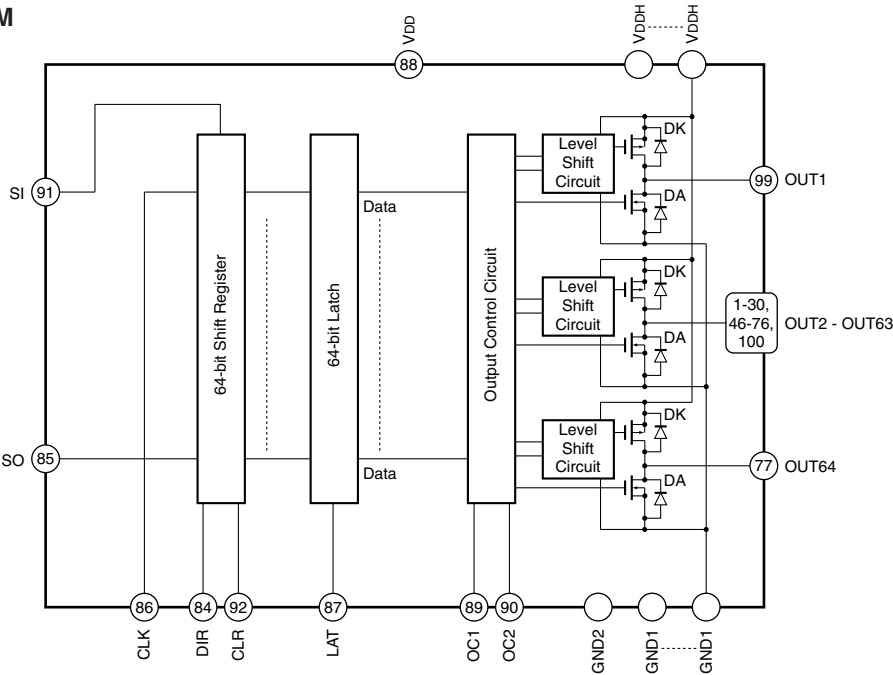 M
VDD
VDDH
VDDH
88
SI
91
64-bit Shift Register
64-bit Latch
Output Control Circuit
Data
Data
Level
Shift
Circuit
DK
DA
99
OUT1
Level
Shift
Circuit
DK
DA
1-30,
46-76,
100
OUT2 - OUT63
Level
Shift
Circuit
DK
DA
77
OUT64
SO
85
86
84
92
87
89
90
CLK
DIR
CLR
LAT
OC1
OC2
GND2
GND1
GND1